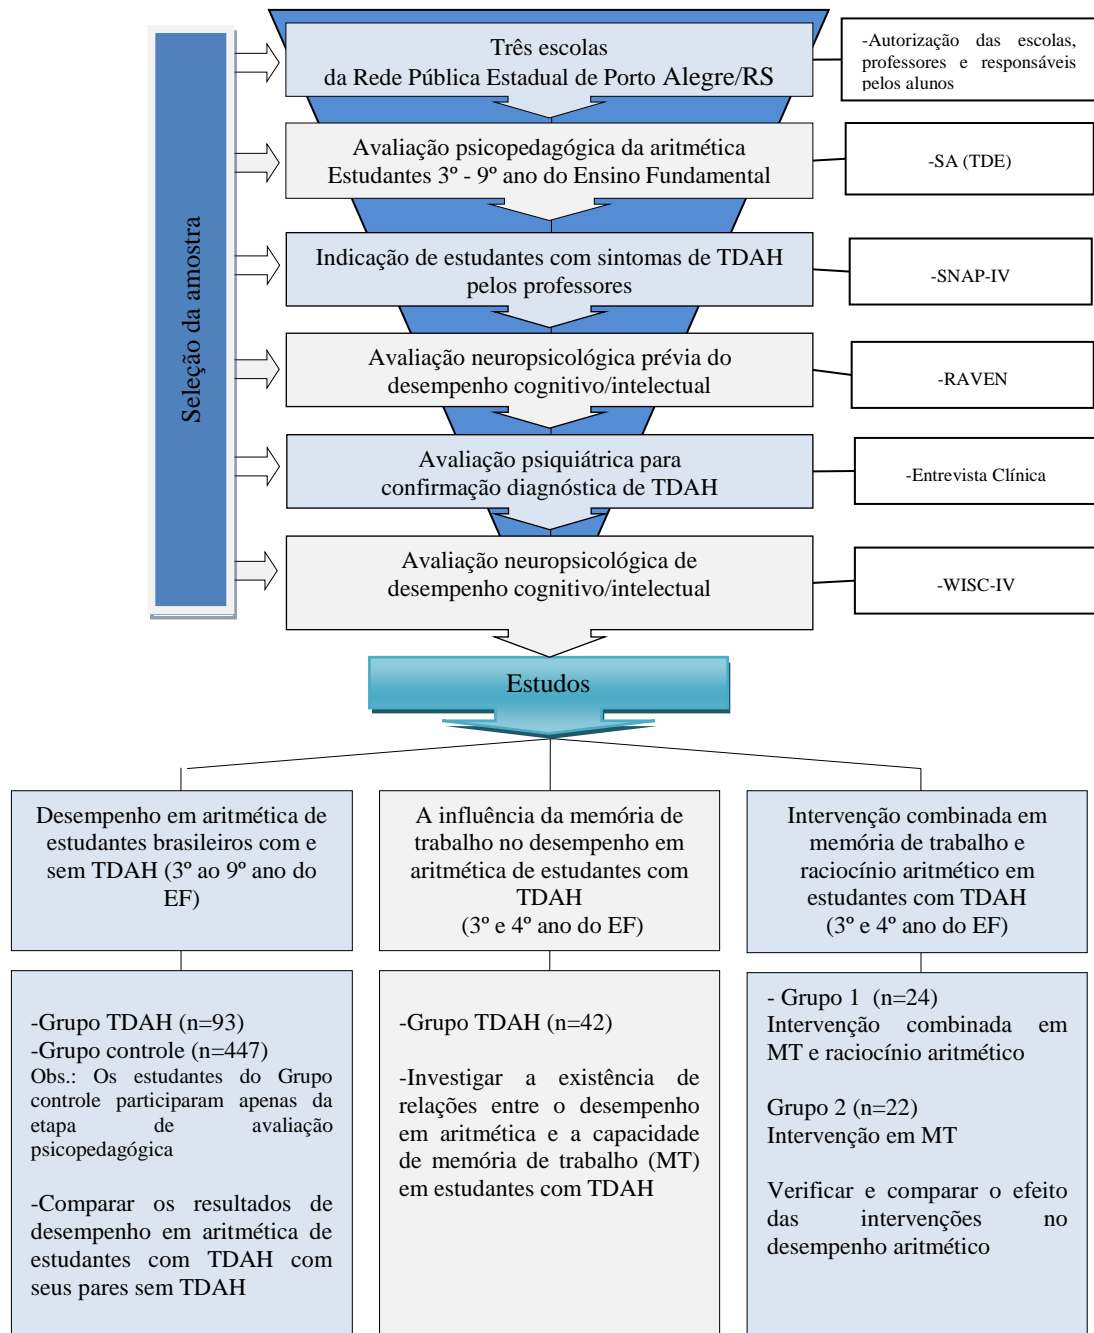 Seleção da amostra
Três escolas
da Rede Pública Estadual de Porto Alegre/RS
-Autorização das escolas,
professores e responsáveis
pelos alunos
Avaliação psicopedagógica da aritmética
Estudantes 3º - 9º ano do Ensino Fundamental
-SA (TDE)
Indicação de estudantes com sintomas de TDAH
pelos professores
-SNAP-IV
Avaliação neuropsicológica prévia do
desempenho cognitivo/intelectual
-RAVEN
Avaliação psiquiátrica para
confirmação diagnóstica de TDAH
-Entrevista Clínica
Avaliação neuropsicológica de
desempenho cognitivo/intelectual
-WISC-IV
Estudos
Desempenho em aritmética de
estudantes brasileiros com e
sem TDAH (3º ao 9º ano do
EF)
-Grupo TDAH (n=93)
-Grupo controle (n=447)
Obs.: Os estudantes do Grupo
controle participaram apenas da
etapa de avaliação
psicopedagógica
-Comparar os resultados de
desempenho em aritmética de
estudantes com TDAH com
seus pares sem TDAH
A influência da memória de
trabalho no desempenho em
aritmética de estudantes com
TDAH
(3º e 4º ano do EF)
-Grupo TDAH (n=42)
-Investigar a existência de
relações entre o desempenho
em aritmética e a capacidade
de memória de trabalho (MT)
em estudantes com TDAH
Intervenção combinada em
memória de trabalho e
raciocínio aritmético em
estudantes com TDAH
(3º e 4º ano do EF)
- Grupo 1 (n=24)
Intervenção combinada em
MT e raciocínio aritmético
Grupo 2 (n=22)
Intervenção em MT
Verificar e comparar o efeito
das intervenções no
desempenho aritmético